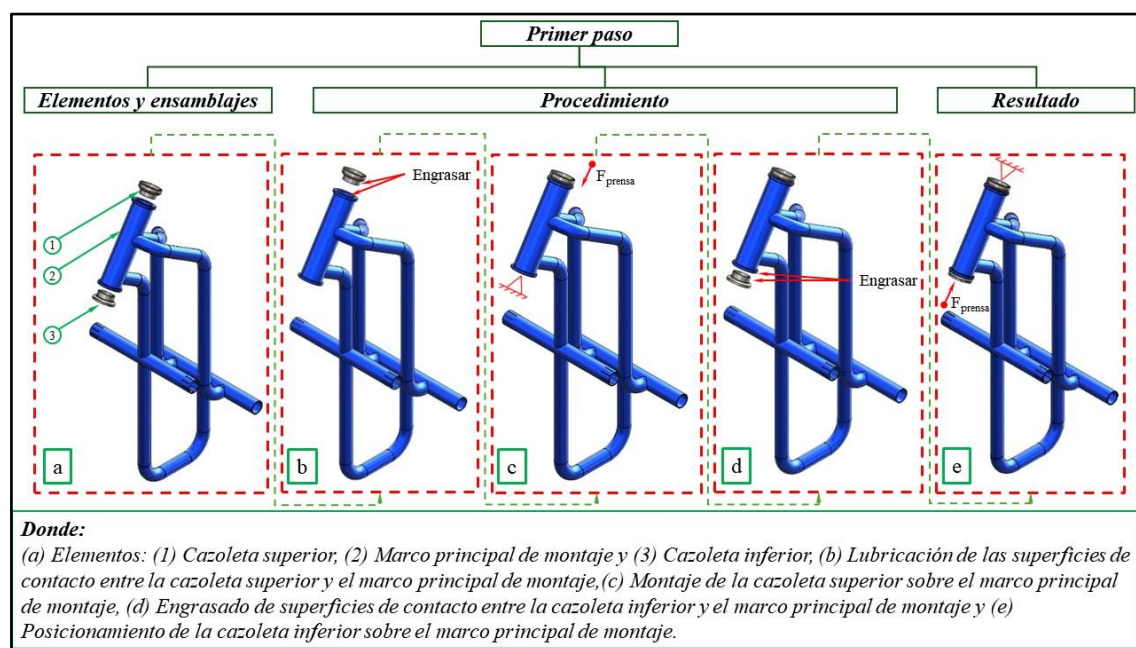 Primer paso
Elementos y ensamblajes
Procedimiento
Resultado
1
2
3
a
Engrasar
b
F prensa
c
Engrasar
d
F prensa
e
Donde:
(a) Elementos: (1) Cazoleta superior, (2) Marco principal de montaje y (3) Cazoleta inferior, (b) Lubricación de las superficies de
contacto entre la cazoleta superior y el marco principal de montaje,(c) Montaje de la cazoleta superior sobre el marco principal
de montaje, (d) Engrasado de superficies de contacto entre la cazoleta inferior y el marco principal de montaje y (e)
Posicionamiento de la cazoleta inferior sobre el marco principal de montaje.